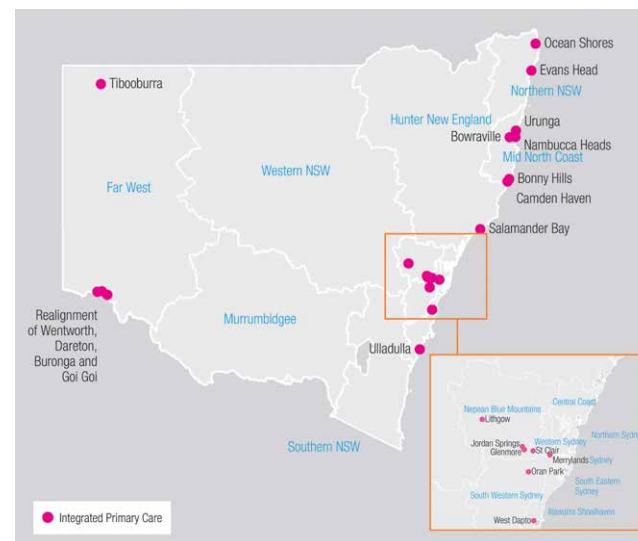 Ocean Shores
Tibooburra
Evans Head
Northern NSW
Hunter New England
Urunga
Bowraville
Nambucca Heads
Mid North Coast
Western NSW
Far West
Bonny Hills
Camden Haven
Salamander Bay
Realignment
of Wentworth,
Dareton,
Buronga and
Goi Goi
Murrumbidgee
Ulladulla
Southern NSW
Central Coast
Nepean Blue Mountains
Lithgow
Northern Sydney
Jordan Springs
Western Sydney
Glenmore
St Clair
Merrylands
Sydney
Oran Park
South Eastern
Sydney
South Western Sydney
Illawarra Shoalhaven
West Dapto
Integrated Primary Care